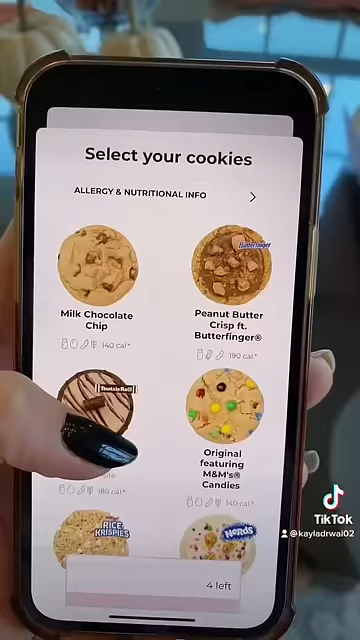 Select your cookies
ALLERGY & NUTRITIONAL INFO
Butterfinger
Milk Chocolate
Chip
140 cal.*
Peanut Butter
Crisp ft.
Butterfinger®
190 cal.*
Tootsie Roll
180 cal.*
Original
featuring
M&M's®
Candies
140 cal.*
RICE
KRISPIES
NERDS
4 left
TikTok
@kayladrwal02